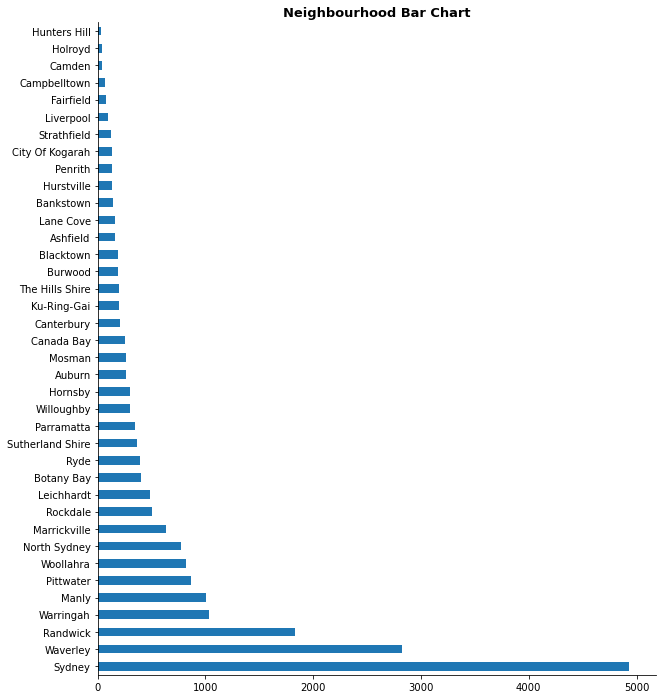 Neighbourhood Bar Chart
Hunters Hill
Holroyd
Camden
Campbelltown
Fairfield
Liverpool
Strathfield
City Of Kogarah
Penrith
Hurstville
Bankstown
Lane Cove
Ashfield
Blacktown
Burwood
The Hills Shire
Ku-Ring-Gai
Canterbury
Canada Bay
Mosman
Auburn
Hornsby
Willoughby
Parramatta
Sutherland Shire
Ryde
Botany Bay
Leichhardt
Rockdale
Marrickville
North Sydney
Woollahra
Pittwater
Manly
Warringah
Randwick
Waverley
Sydney
0 1000 2000 3000 4000 5000